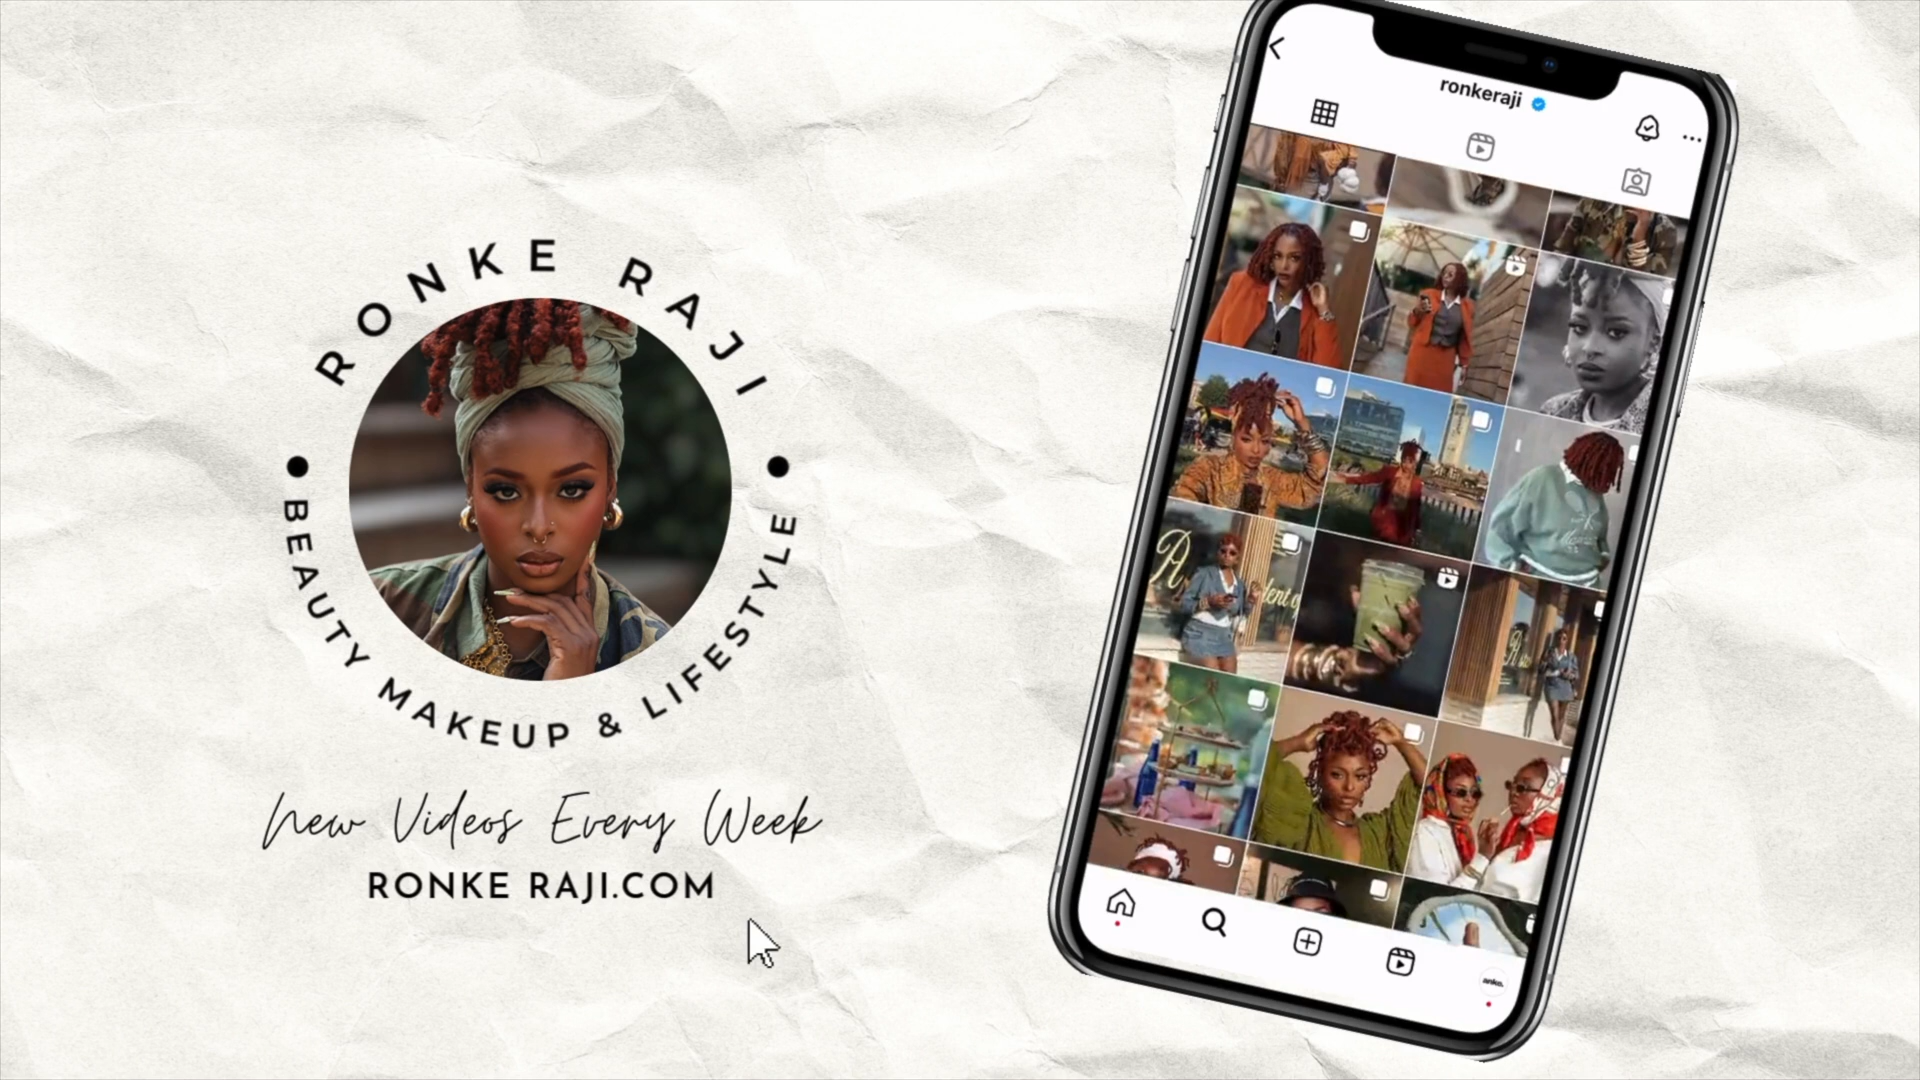 RONKE RAJI
BEAUTY MAKEUP & LIFESTYLE
New Videos Every Week
RONKE RAJI.COM
ronkeraji